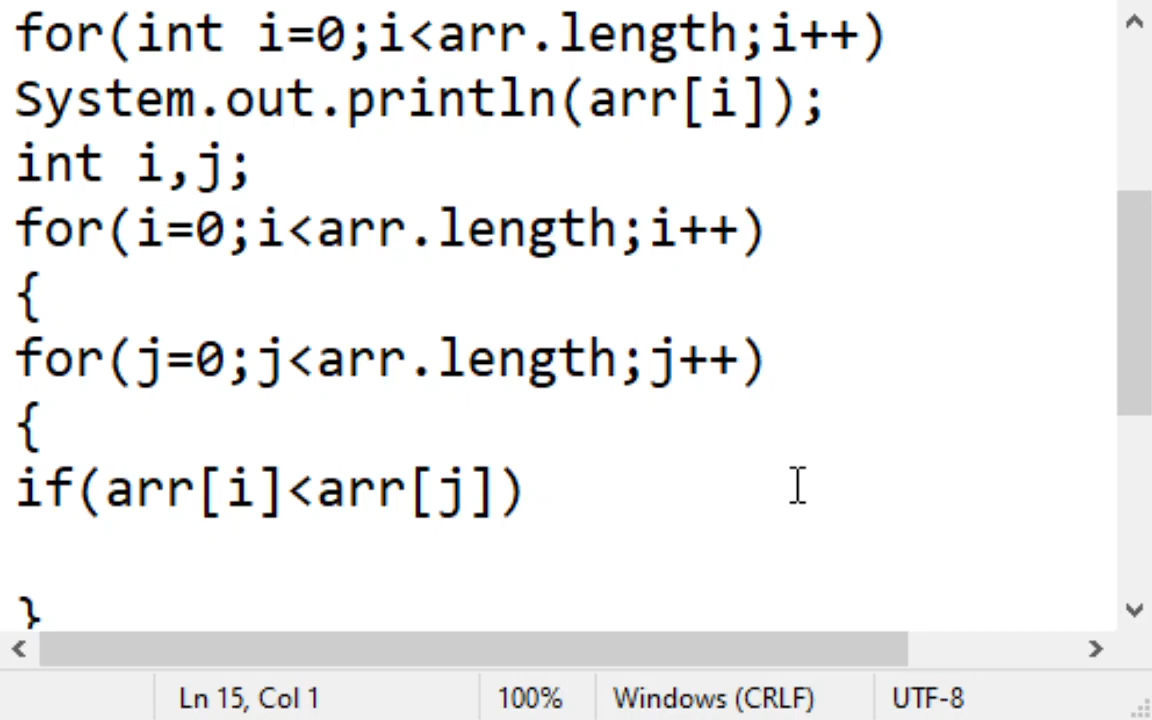 for(int i=0;i<arr.length;i++)
System.out.println(arr[i]);
int i,j;
for(i=0;i<arr.length;i++)
{
for(j=0;j<arr.length;j++)
{
if(arr[i]<arr[j])
}
Ln 15, Col 1 100% Windows (CRLF) UTF-8